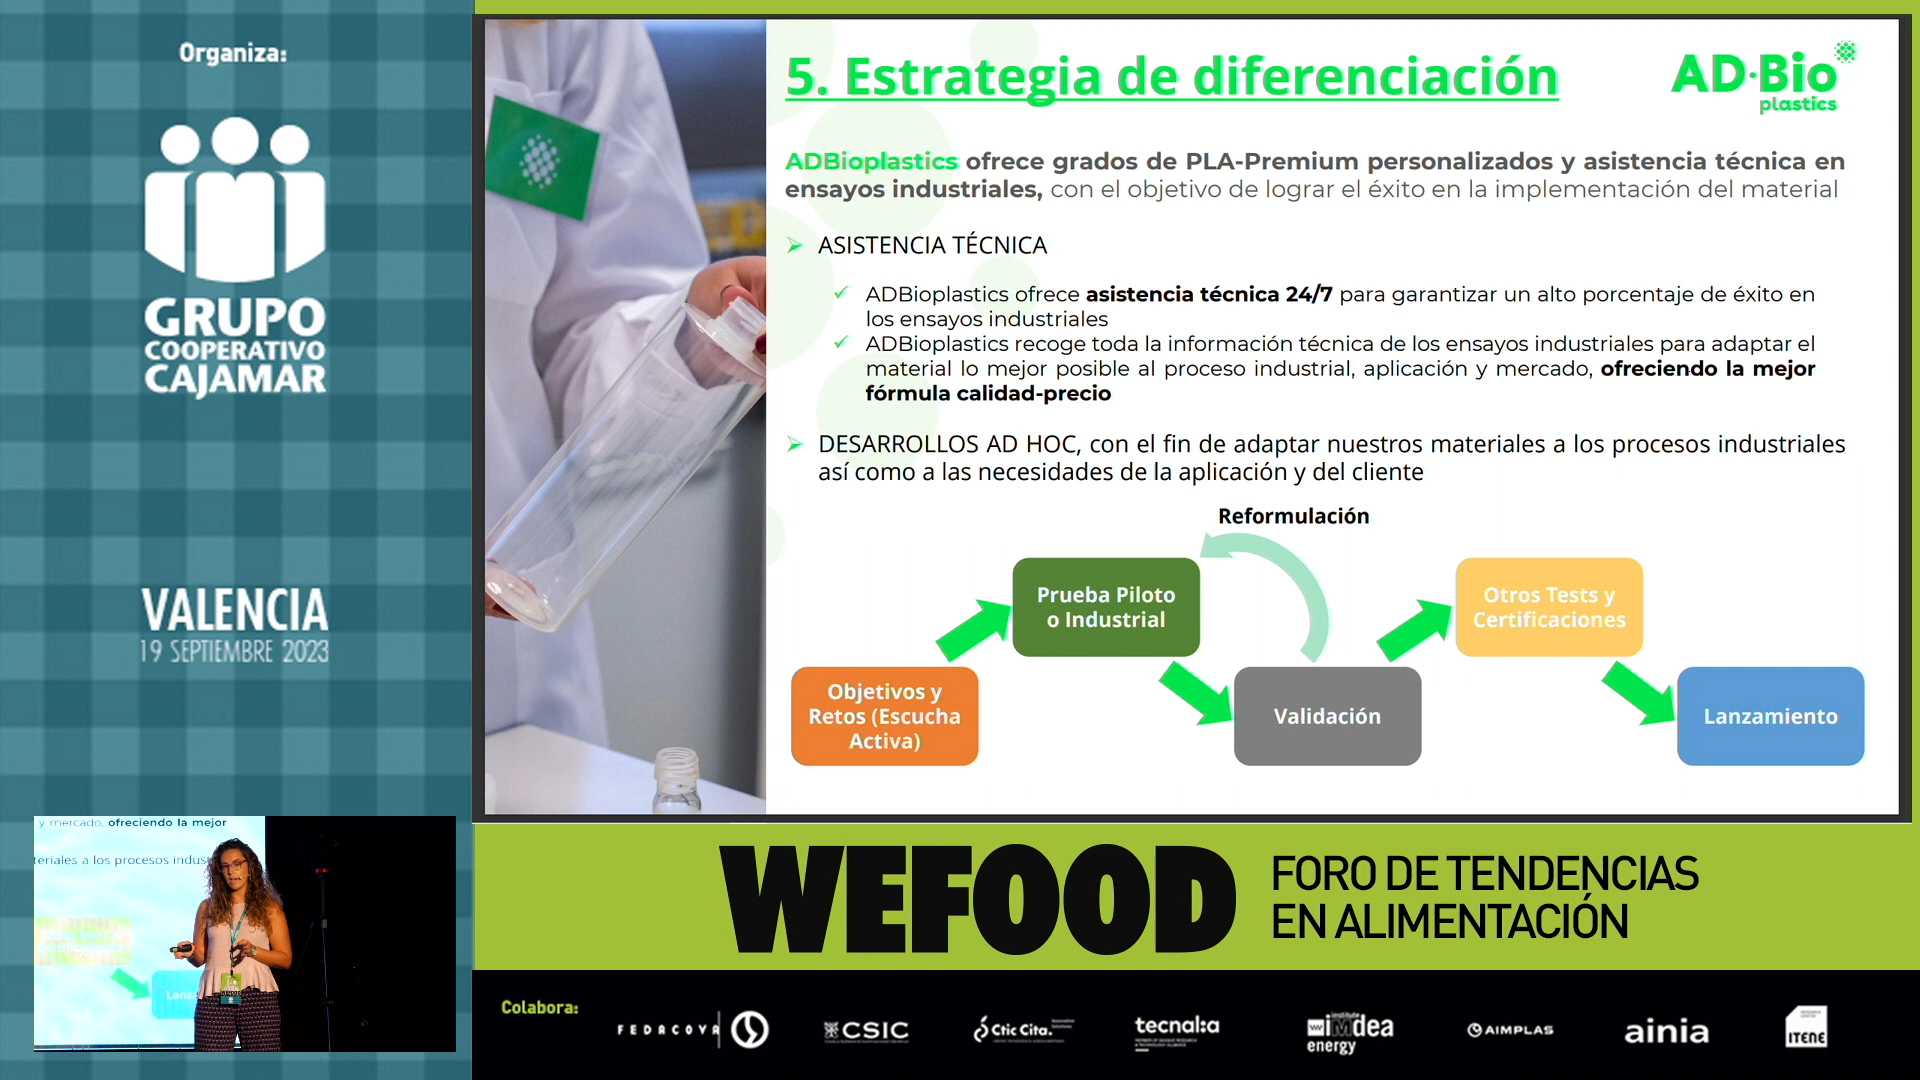 Organiza:
GRUPO
COOPERATIVO
CAJAMAR
VALENCIA
19 SEPTIEMBRE 2023
5. Estrategia de diferenciación
AD·Bio
plastics
ADBioplastics ofrece grados de PLA-Premium personalizados y asistencia técnica en
ensayos industriales, con el objetivo de lograr el éxito en la implementación del material
ASISTENCIA TÉCNICA
ADBioplastics ofrece asistencia técnica 24/7 para garantizar un alto porcentaje de éxito en
los ensayos industriales
ADBioplastics recoge toda la información técnica de los ensayos industriales para adaptar el
material lo mejor posible al proceso industrial, aplicación y mercado, ofreciendo la mejor
fórmula calidad-precio
DESARROLLOS AD HOC, con el fin de adaptar nuestros materiales a los procesos industriales
así como a las necesidades de la aplicación y del cliente
Reformulación
Prueba Piloto
o Industrial
Otros Tests y
Certificaciones
Objetivos y
Retos (Escucha
Activa)
Validación
Lanzamiento
y mercado, ofreciendo la mejor
teriales a los procesos indust
Lanz
WEFOOD
FORO DE TENDENCIAS
EN ALIMENTACIÓN
Colabora:
FEDACOVA
CSIC
Ctic Cita.
tecnal:a
institute
iMdea
energy
AIMPLAS
ainia
ITENE